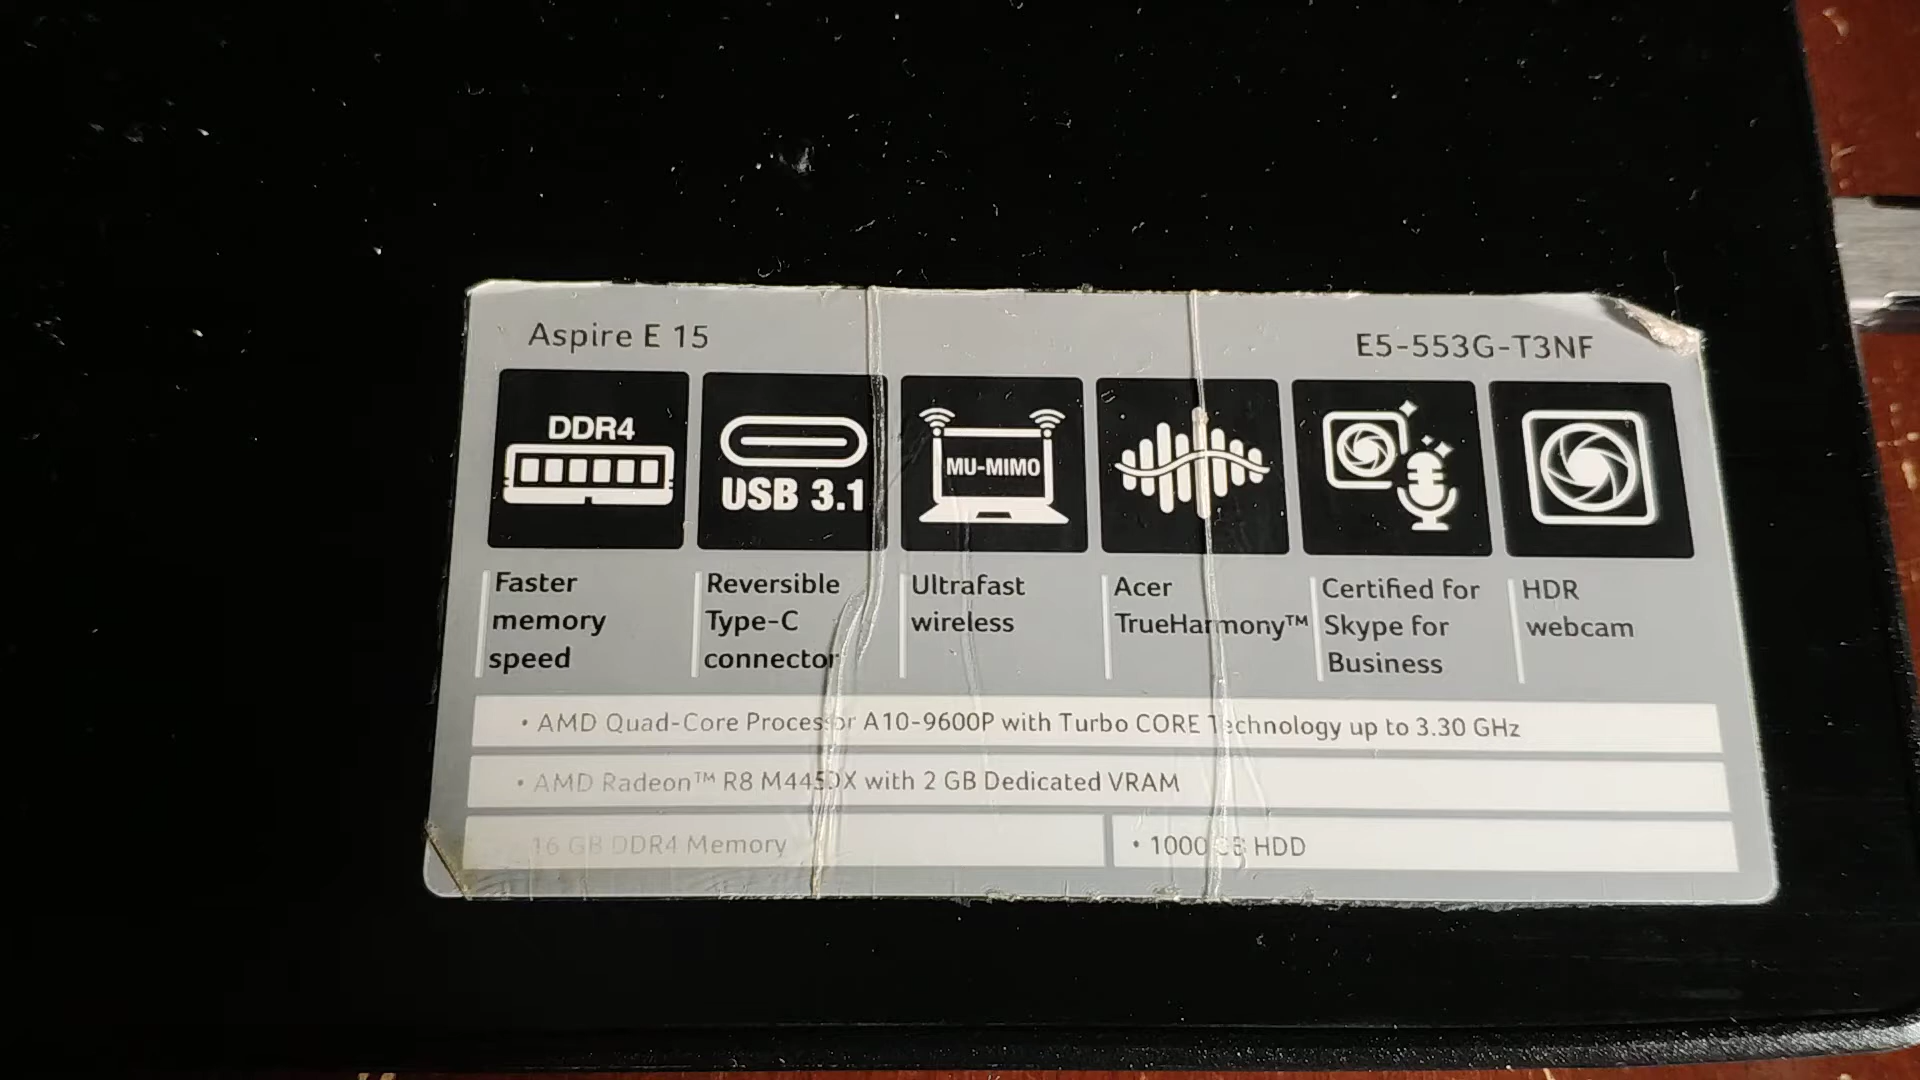 Aspire E 15
E5-553G-T3NF
DDR4
USB 3.1
MU-MIMO
Faster
memory
speed
Reversible
Type-C
connector
Ultrafast
wireless
Acer
TrueHarmony™
Certified for
Skype for
Business
HDR
webcam
• AMD Quad-Core Processor A10-9600P with Turbo CORE Technology up to 3.30 GHz
• AMD Radeon™ R8 M445DX with 2 GB Dedicated VRAM
16 GB DDR4 Memory
• 1000 GB HDD